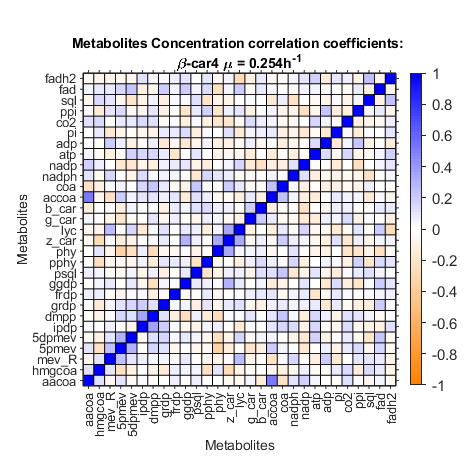 Metabolites Concentration correlation coefficients:
β-car4 μ = 0.254h-1
Metabolites
fadh2
fad
sql
ppi
co2
pi
adp
atp
nadp
nadph
coa
accoa
b_car
g_car
lyc
z_car
phy
pphy
psql
ggdp
frdp
grdp
dmpp
ipdp
5dpmev
5pmev
mev_R
hmgcoa
aacoa
aacoa
hmgcoa
mev_R
5pmev
5dpmev
ipdp
dmpp
grdp
frdp
ggdp
psql
pphy
phy
z_car
lyc
g_car
b_car
accoa
coa
nadph
nadp
atp
adp
pi
co2
ppi
sql
fad
fadh2
Metabolites
1
0.8
0.6
0.4
0.2
0
-0.2
-0.4
-0.6
-0.8
-1